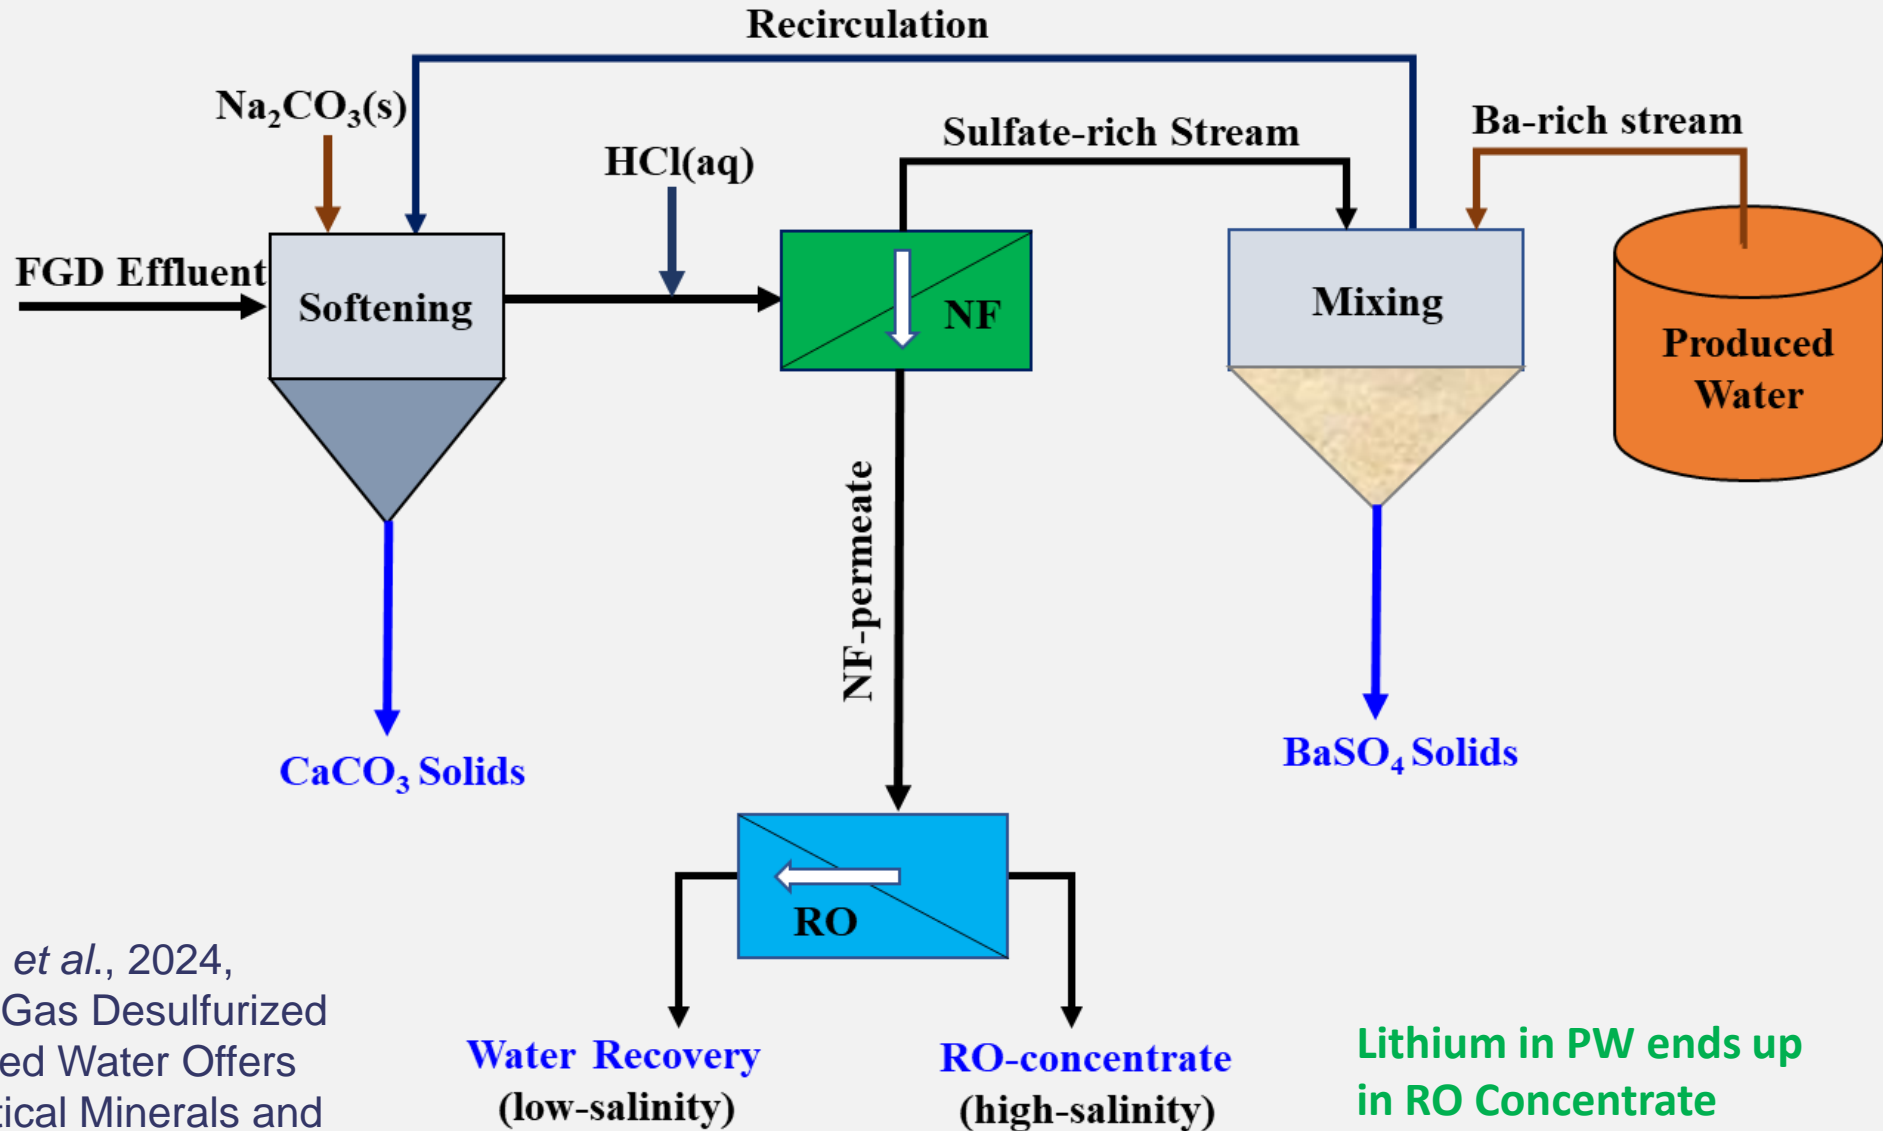 Recirculation
Na₂CO₃(s)
HCl(aq)
Sulfate-rich Stream
Ba-rich stream
FGD Effluent
Softening
NF
Mixing
Produced
Water
NF-permeate
CaCO₃ Solids
BaSO₄ Solids
RO
Water Recovery
(low-salinity)
RO-concentrate
(high-salinity)
et al., 2024,
Gas Desulfurized
ed Water Offers
tical Minerals and
Lithium in PW ends up
in RO Concentrate